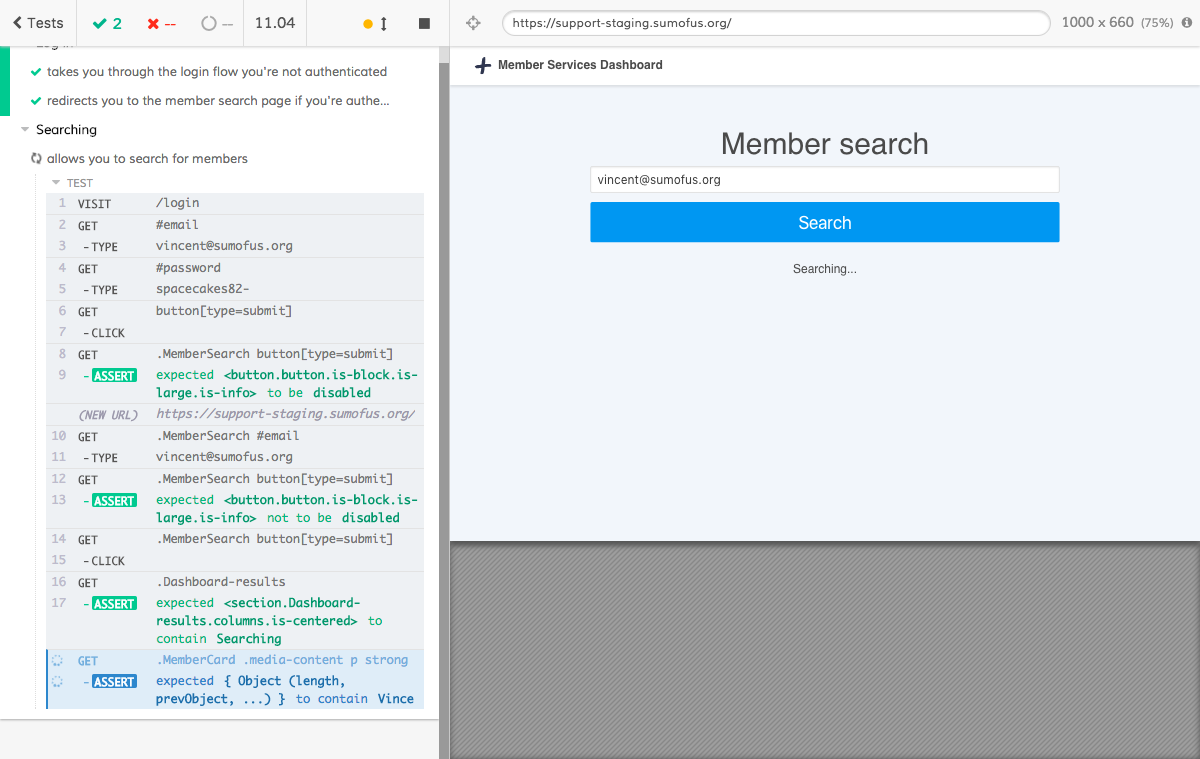 Tests
2
--
--
11.04
https://support-staging.sumofus.org/
1000 x 660 (75%)
takes you through the login flow you're not authenticated
redirects you to the member search page if you're authe...
Searching
allows you to search for members
TEST
1 VISIT /login
2 GET #email
3 -TYPE vincent@sumofus.org
4 GET #password
5 -TYPE spacecakes82-
6 GET button[type=submit]
7 -CLICK
8 GET .MemberSearch button[type=submit]
9 -ASSERT expected <button.button.is-block.is-
large.is-info> to be disabled
(NEW URL) https://support-staging.sumofus.org/
10 GET .MemberSearch #email
11 -TYPE vincent@sumofus.org
12 GET .MemberSearch button[type=submit]
13 -ASSERT expected <button.button.is-block.is-
large.is-info> not to be disabled
14 GET .MemberSearch button[type=submit]
15 -CLICK
16 GET .Dashboard-results
17 -ASSERT expected <section.Dashboard-
results.columns.is-centered> to
contain Searching
GET .MemberCard .media-content p strong
-ASSERT expected { Object (length,
prevObject, ...) } to contain Vince
Member Services Dashboard
Member search
vincent@sumofus.org
Search
Searching...